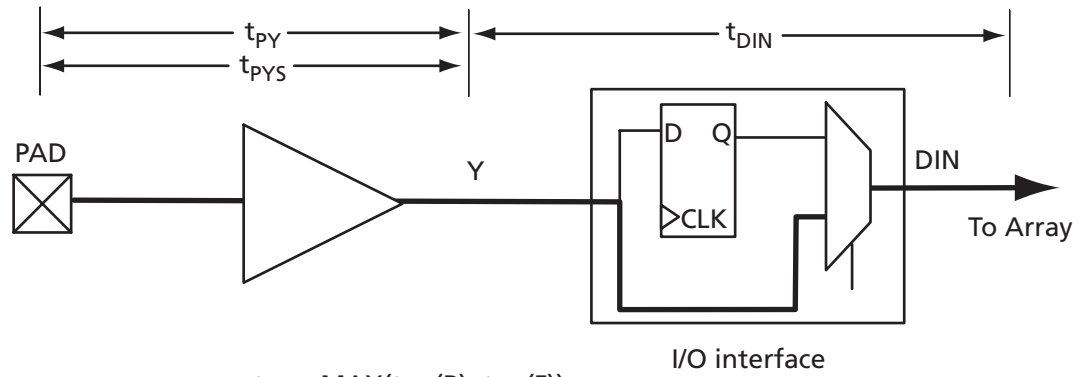 tPY tDIN
tPYS
PAD
Y
D Q
CLK
DIN
To Array
I/O interface